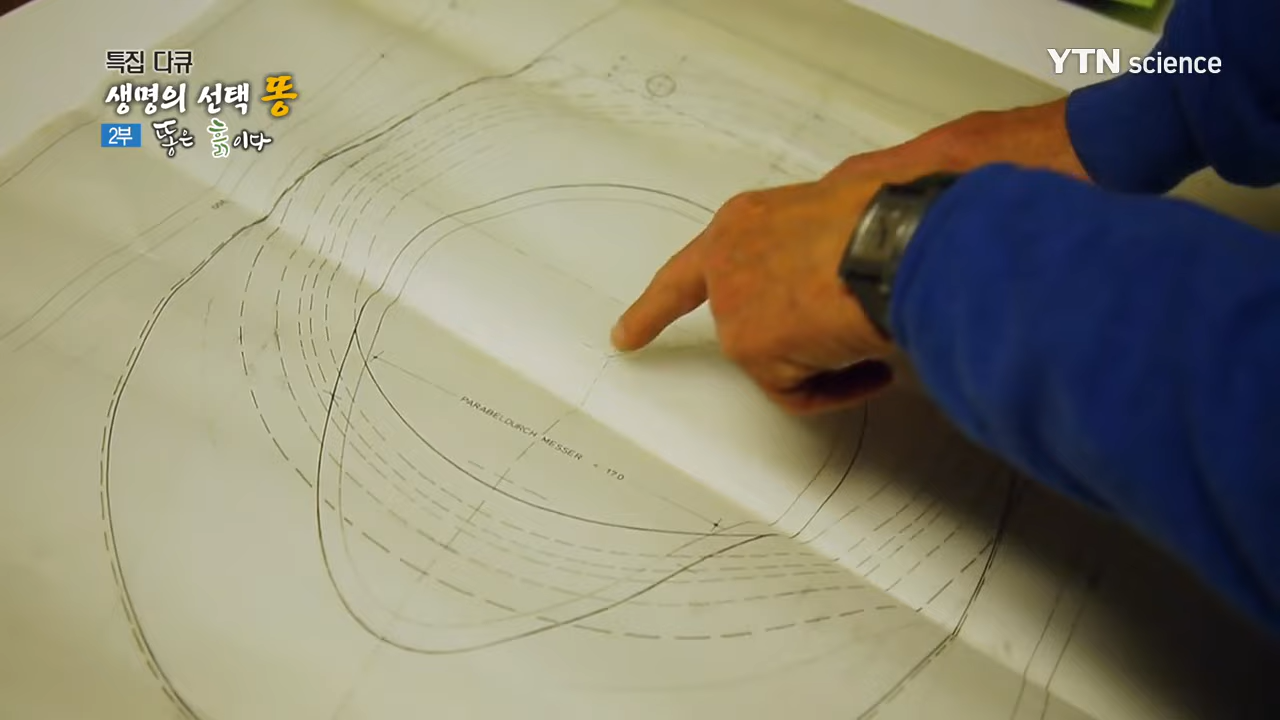 특집 다큐
생명의 선택 똥
2부 똥은 흙이다
YTN science
PARABELDURCH MESSER < 170